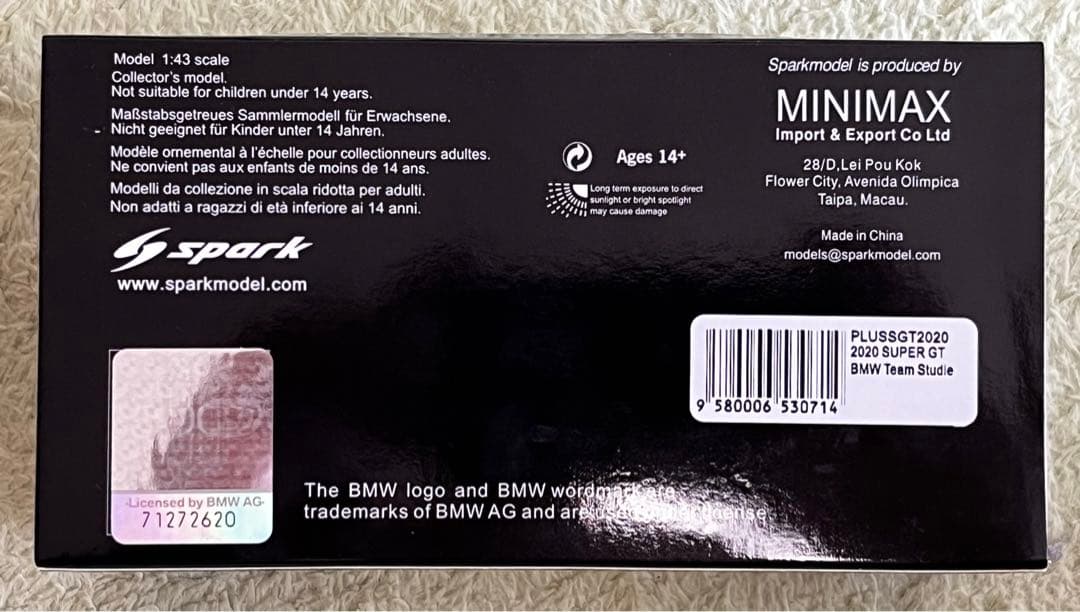 Model 1:43 scale
Collector's model.
Not suitable for children under 14 years.
Maßstabsgetreues Sammlermodell für Erwachsene.
Nicht geeignet für Kinder unter 14 Jahren.
Modèle ornemental à l'échelle pour collectionneurs adultes.
Ne convient pas aux enfants de moins de 14 ans.
Modelli da collezione in scala ridotta per adulti.
Non adatti a ragazzi di età inferiore ai 14 anni.
spark
www.sparkmodel.com
Ages 14+
Long term exposure to direct
sunlight or bright spotlight
may cause damage
Sparkmodel is produced by
MINIMAX
Import & Export Co Ltd
28/D,Lei Pou Kok
Flower City, Avenida Olimpica
Taipa, Macau.
Made in China
models@sparkmodel.com
PLUSSGT2020
2020 SUPER GT
BMW Team Studie
9 580006 530714
Licensed by BMW AG
71272620
The BMW logo and BMW wordmark are
trademarks of BMW AG and are used under license